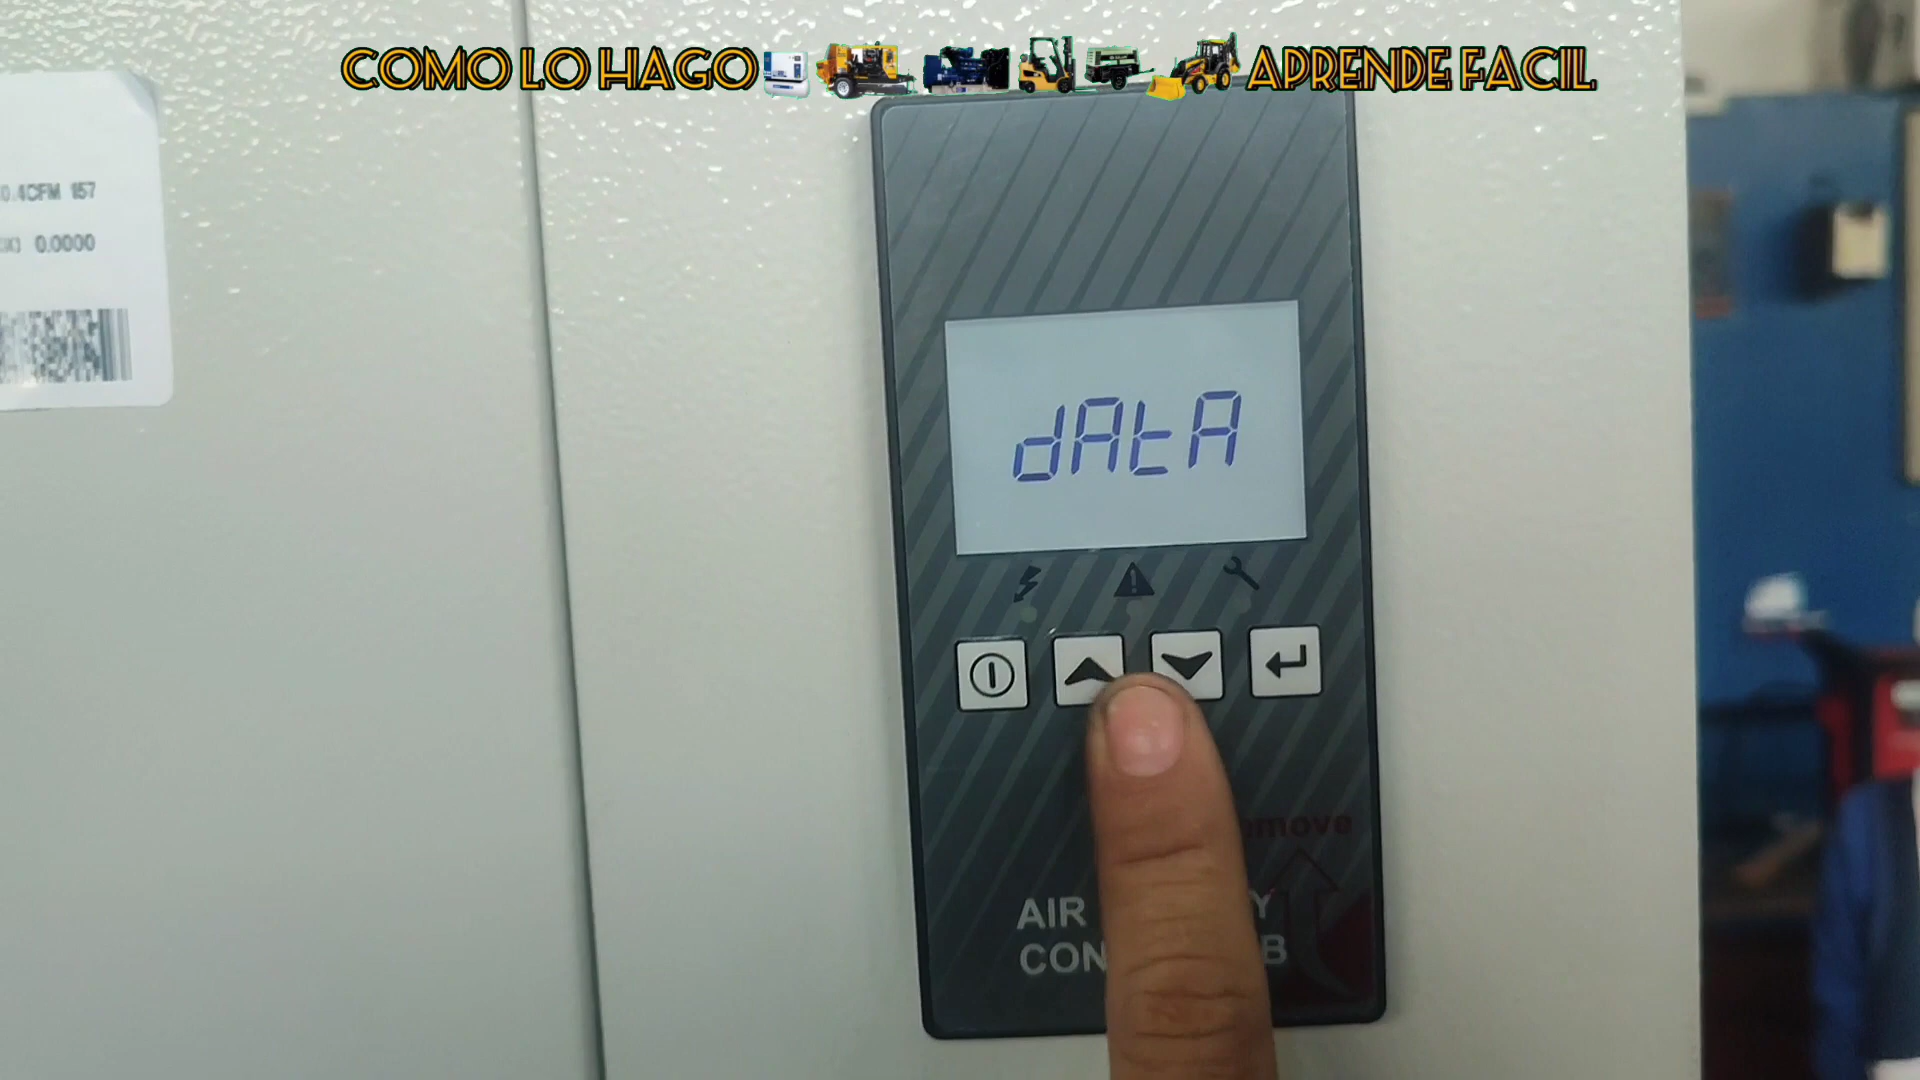 COMO LO HAGO APRENDE FACIL
0.4CFM 157
0.0000
dAtA
AIR
CON B